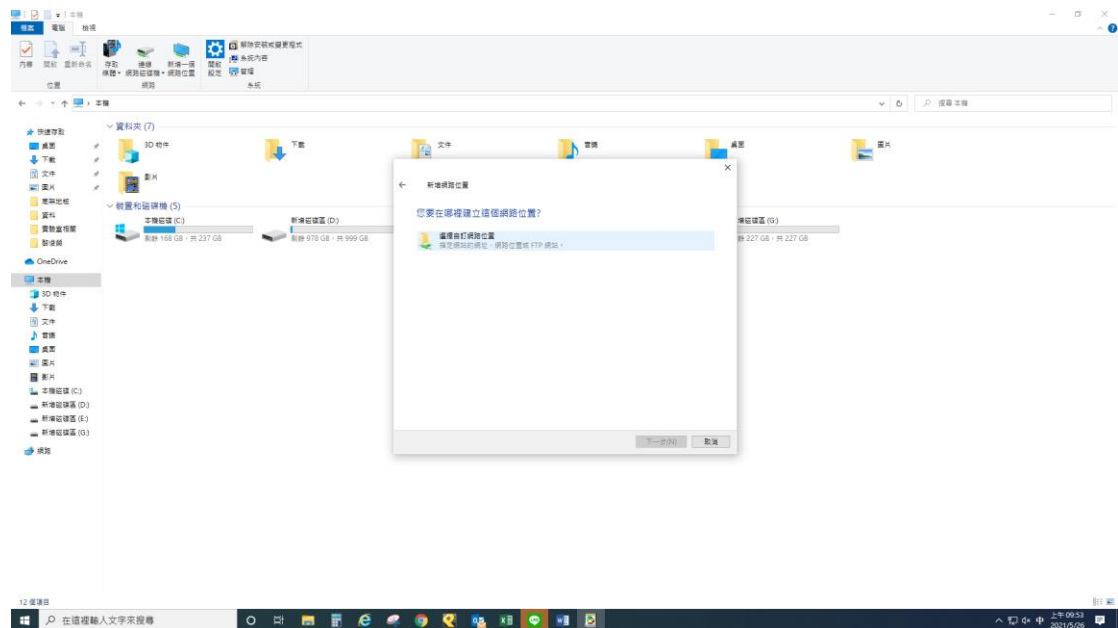 本機
檔案 電腦 檢視
內容 開啟 重新命名 存取媒體 連線網路磁碟機 新增一個網路位置 開啟設定
解除安裝或變更程式
系統內容
管理
位置 網路 系統
本機
搜尋 本機
快速存取
桌面
下載
文件
圖片
資料
實驗室相關
OneDrive
本機
3D 物件
下載
文件
音樂
桌面
圖片
影片
本機磁碟 (C:)
新增磁碟區 (D:)
新增磁碟區 (E:)
新增磁碟區 (G:)
網路
資料夾 (7)
3D 物件 下載 文件 音樂 桌面 圖片
影片
裝置和磁碟機 (5)
本機磁碟 (C:)
剩餘 168 GB,共 237 GB
新增磁碟區 (D:)
剩餘 978 GB,共 999 GB
增磁碟區 (G:)
餘 227 GB,共 227 GB
新增網路位置
您要在哪裡建立這個網路位置?
選擇自訂網路位置
指定網站的網址、網路位置或 FTP 網站。
下一步(N) 取消
12 個項目
在這裡輸入文字來搜尋
中
上午 09:53
2021/5/26